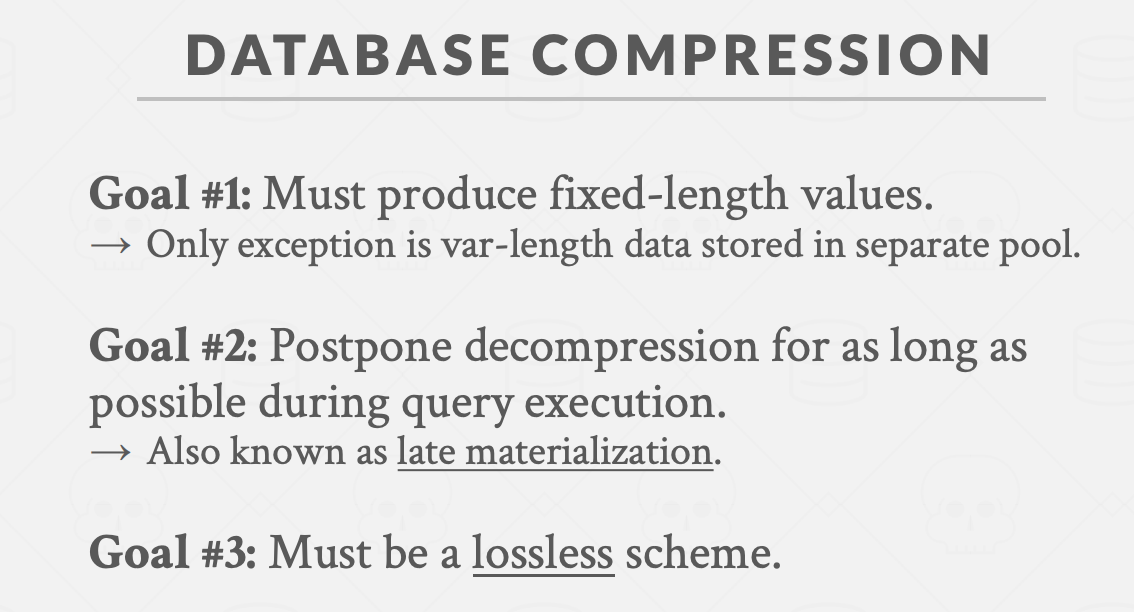 DATABASE COMPRESSION
Goal #1: Must produce fixed-length values.
→ Only exception is var-length data stored in separate pool.
Goal #2: Postpone decompression for as long as
possible during query execution.
→ Also known as late materialization.
Goal #3: Must be a lossless scheme.